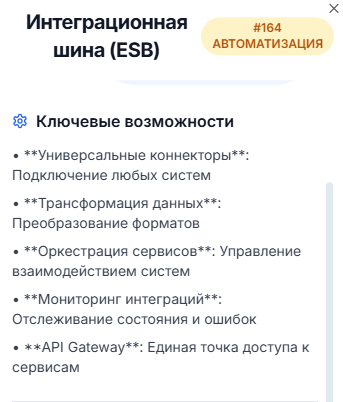 Интеграционная
шина (ESB)
#164
АВТОМАТИЗАЦИЯ
Ключевые возможности
• **Универсальные коннекторы**:
Подключение любых систем
• **Трансформация данных**:
Преобразование форматов
• **Оркестрация сервисов**: Управление
взаимодействием систем
• **Мониторинг интеграций**:
Отслеживание состояния и ошибок
• **API Gateway**: Единая точка доступа к
сервисам